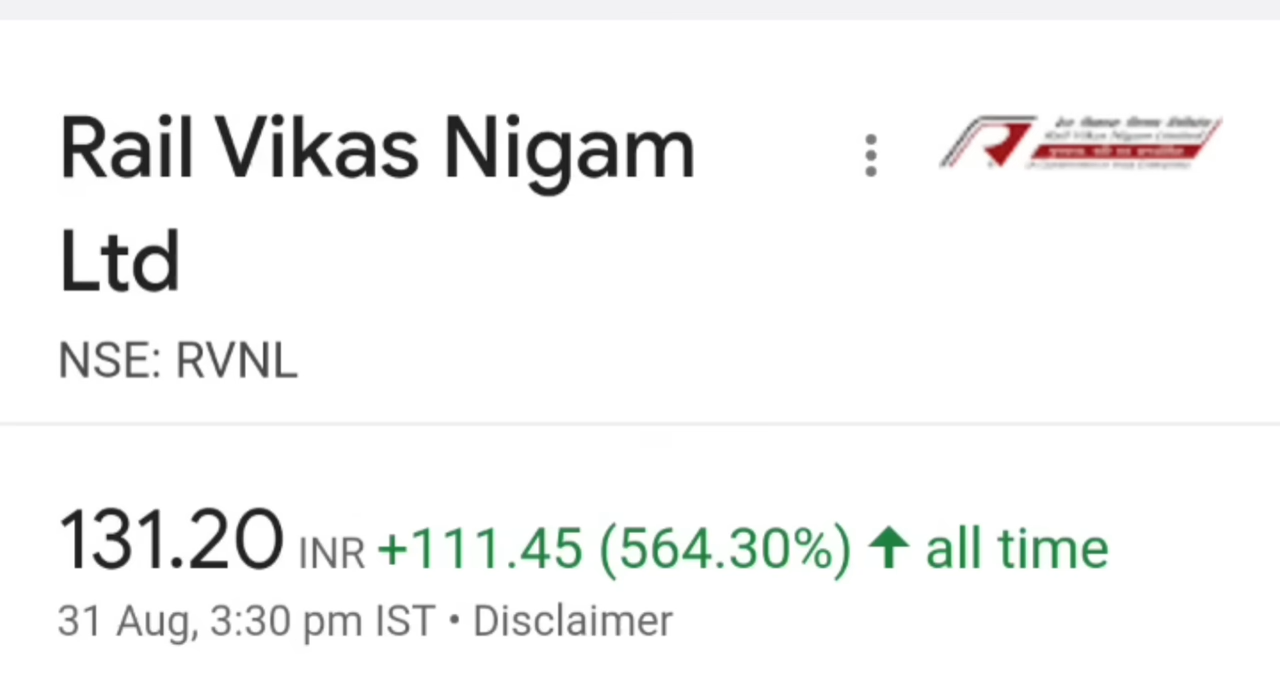 Rail Vikas Nigam
Ltd
NSE: RVNL
131.20 INR +111.45 (564.30%) ↑ all time
31 Aug, 3:30 pm IST • Disclaimer